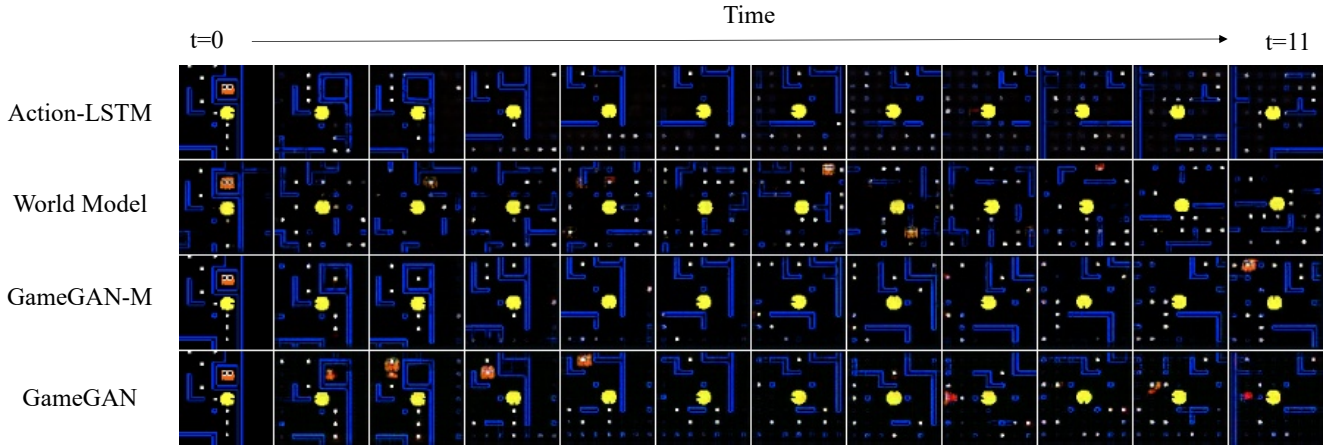 Time
t=0
t=11
Action-LSTM
World Model
GameGAN-M
GameGAN